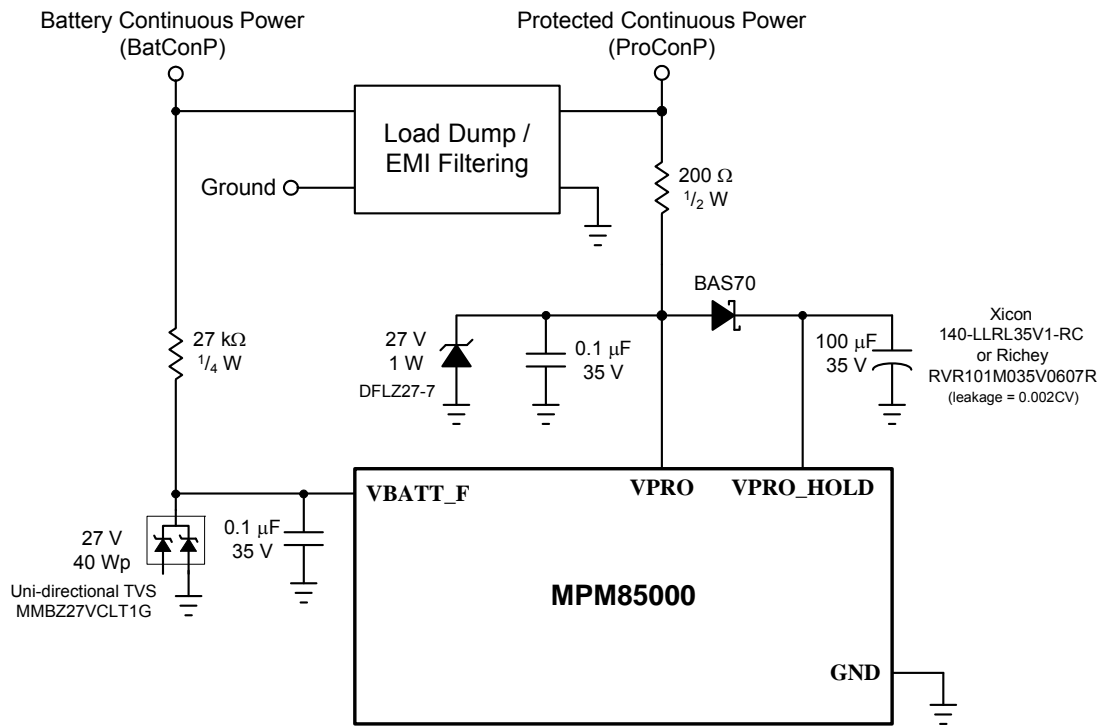 Battery Continuous Power
(BatConP)
Protected Continuous Power
(ProConP)
Load Dump /
EMI Filtering
Ground
200 Ω
1/2 W
BAS70
27 kΩ
1/4 W
27 V
1 W
DFLZ27-7
0.1 μF
35 V
100 μF
35 V
Xicon
140-LLRL35V1-RC
or Richey
RVR101M035V0607R
(leakage = 0.002CV)
VBATT_F
VPRO
VPRO_HOLD
27 V
40 Wp
Uni-directional TVS
MMBZ27VCLT1G
0.1 μF
35 V
MPM85000
GND